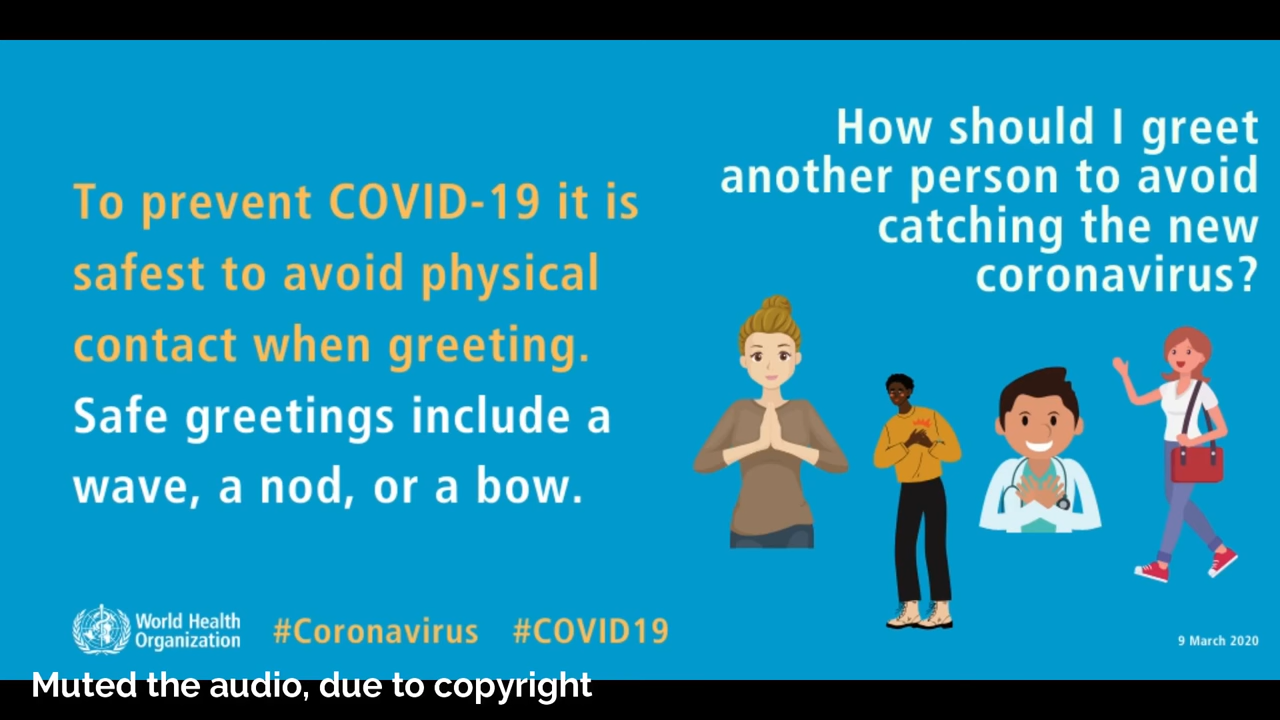 How should I greet
another person to avoid
catching the new
coronavirus?
To prevent COVID-19 it is
safest to avoid physical
contact when greeting.
Safe greetings include a
wave, a nod, or a bow.
World Health
Organization
#Coronavirus #COVID19
9 March 2020
Muted the audio, due to copyright